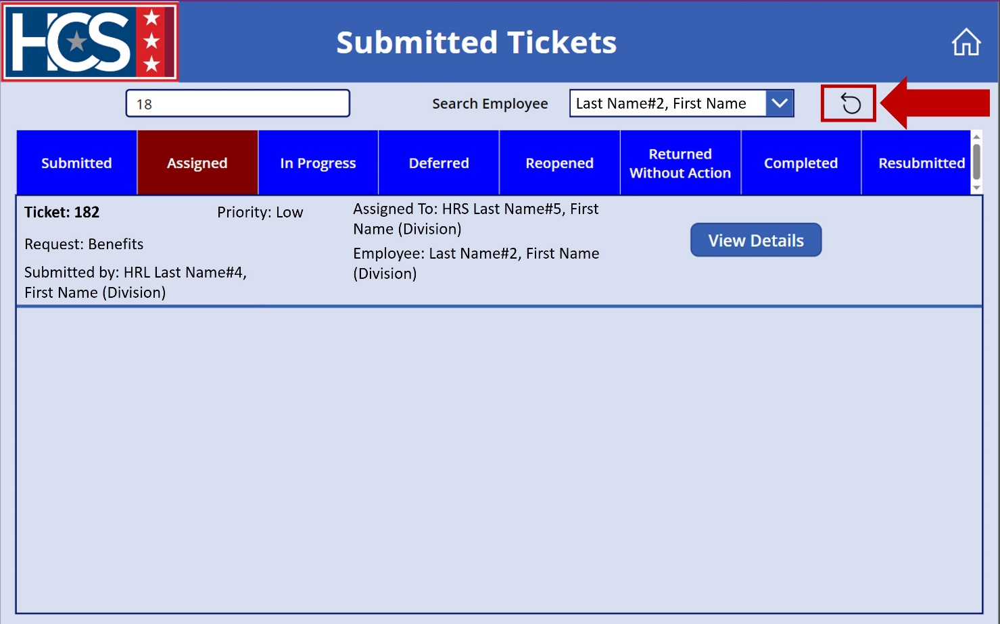 HCS
Submitted Tickets
18
Search Employee
Last Name#2, First Name
Submitted
Assigned
In Progress
Deferred
Reopened
Returned
Without Action
Completed
Resubmitted
Ticket: 182
Priority: Low
Request: Benefits
Submitted by: HRL Last Name#4,
First Name (Division)
Assigned To: HRS Last Name#5, First
Name (Division)
Employee: Last Name#2, First Name
(Division)
View Details